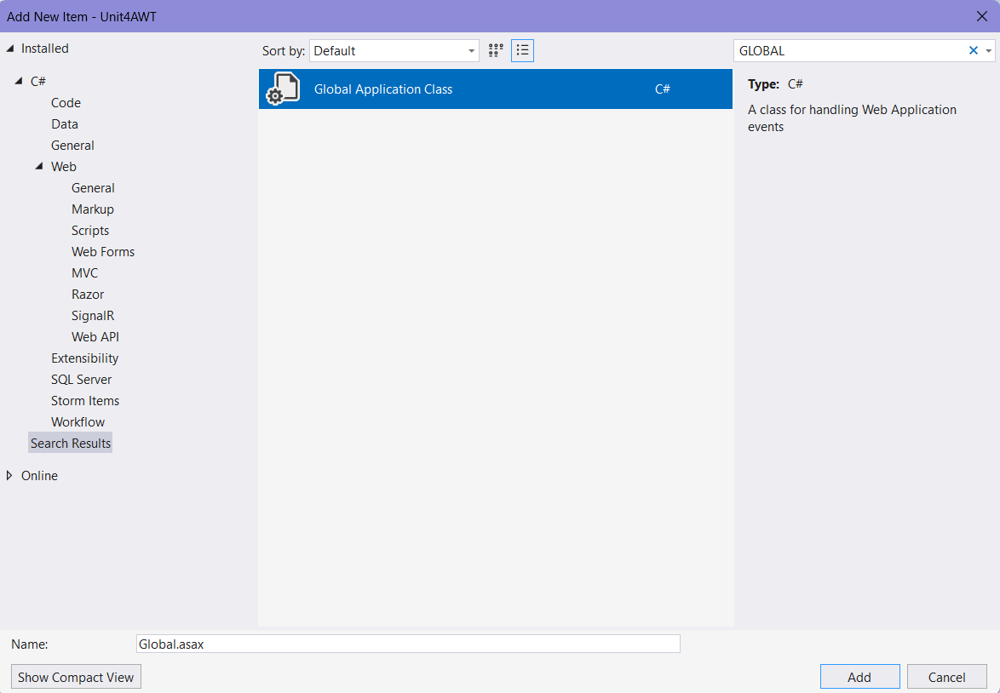 Add New Item - Unit4AWT
Installed
C#
Code
Data
General
Web
General
Markup
Scripts
Web Forms
MVC
Razor
SignalR
Web API
Extensibility
SQL Server
Storm Items
Workflow
Search Results
Online
Sort by: Default
Global Application Class C#
GLOBAL
Type: C#
A class for handling Web Application
events
Name: Global.asax
Show Compact View
Add Cancel